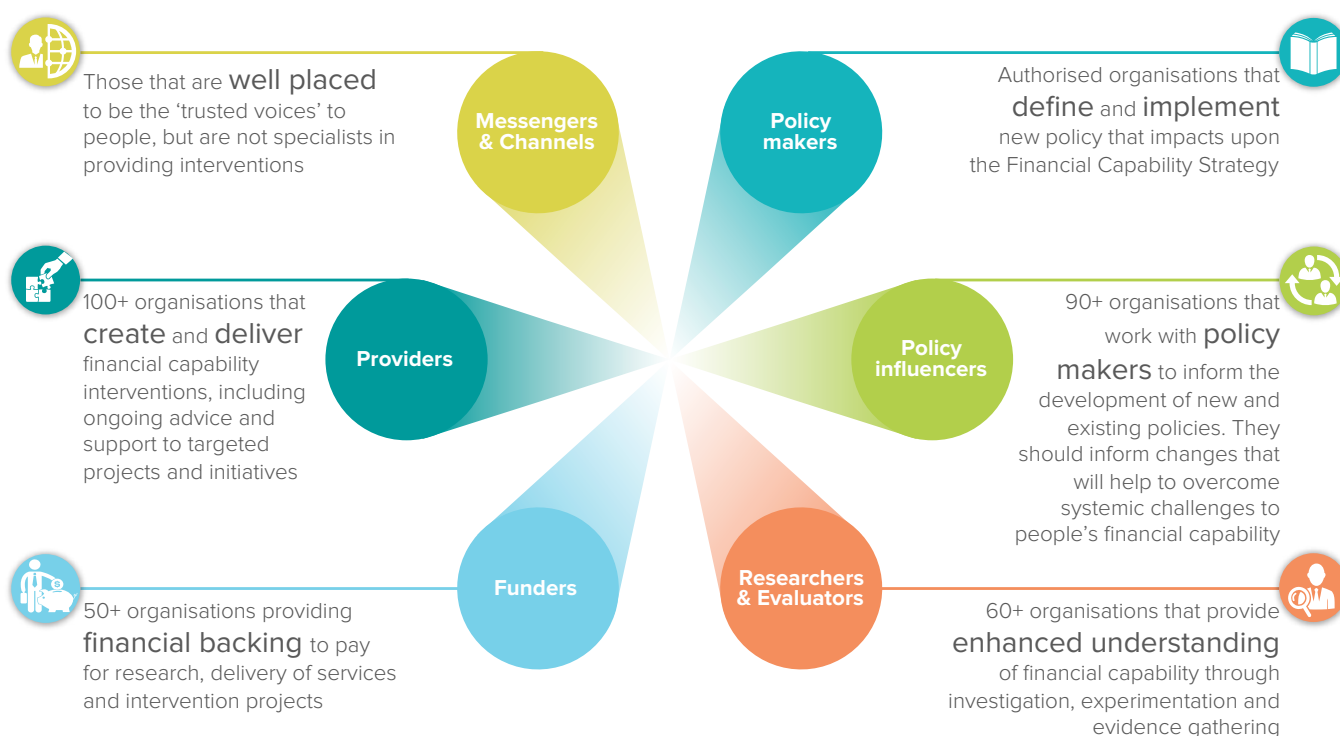 Those that are well placed
to be the ‘trusted voices’ to
people, but are not specialists in
providing interventions
Messengers
& Channels
Policy
makers
Authorised organisations that
define and implement
new policy that impacts upon
the Financial Capability Strategy
100+ organisations that
create and deliver
financial capability
interventions, including
ongoing advice and
support to targeted
projects and initiatives
Providers
Policy
influencers
90+ organisations that
work with policy
makers to inform the
development of new and
existing policies. They
should inform changes that
will help to overcome
systemic challenges to
people’s financial capability
50+ organisations providing
financial backing to pay
for research, delivery of services
and intervention projects
Funders
Researchers
& Evaluators
60+ organisations that provide
enhanced understanding
of financial capability through
investigation, experimentation and
evidence gathering